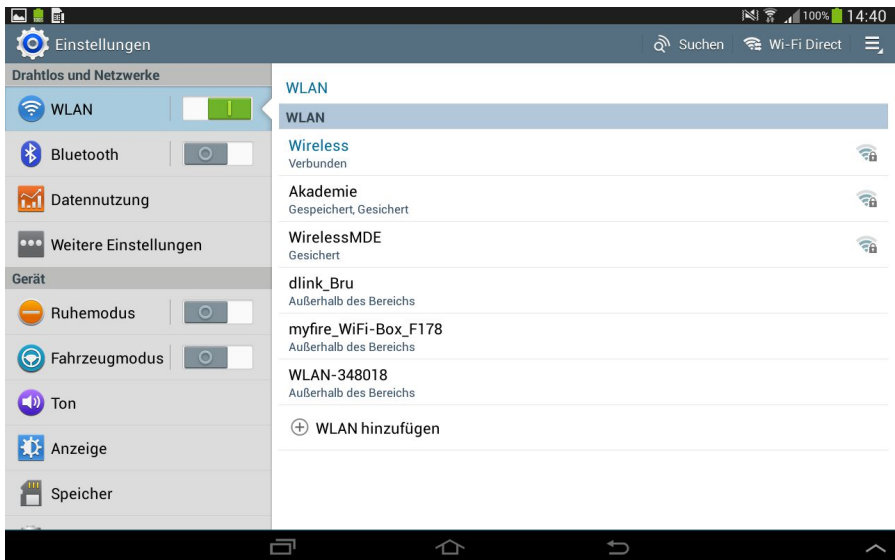 100% 14:40
Einstellungen Suchen Wi-Fi Direct
Drahtlos und Netzwerke
WLAN
Bluetooth
Datennutzung
Weitere Einstellungen
Gerät
Ruhemodus
Fahrzeugmodus
Ton
Anzeige
Speicher
WLAN
WLAN
Wireless
Verbunden
Akademie
Gespeichert, Gesichert
WirelessMDE
Gesichert
dlink_Bru
Außerhalb des Bereichs
myfire_WiFi-Box_F178
Außerhalb des Bereichs
WLAN-348018
Außerhalb des Bereichs
WLAN hinzufügen